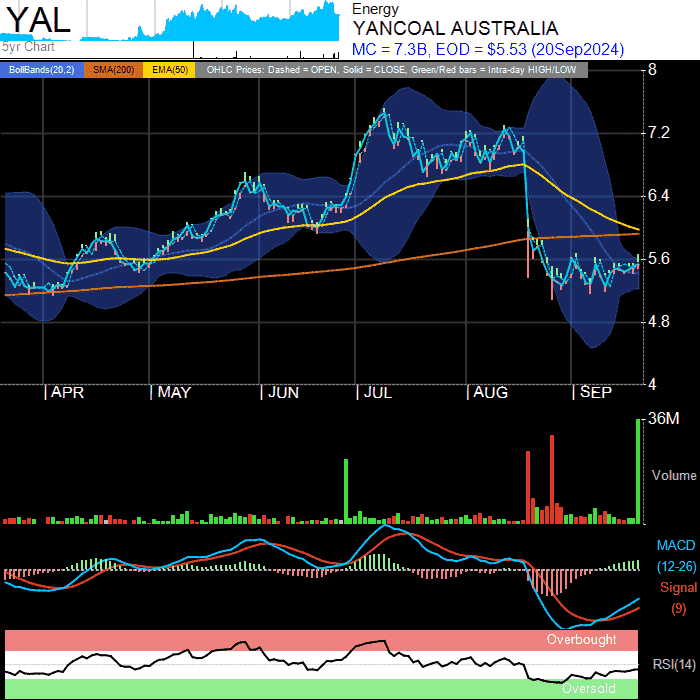 YAL
5yr Chart
Energy
YANCOAL AUSTRALIA
MC = 7.3B, EOD = $5.53 (20Sep2024)
BollBands(20,2) SMA(200) EMA(50) OHLC Prices: Dashed = OPEN, Solid = CLOSE, Green/Red bars = Intra-day HIGH/LOW
8
7.2
6.4
5.6
4.8
4
| APR | MAY | JUN | JUL | AUG | SEP
36M
Volume
MACD
(12-26)
Signal
(9)
Overbought
RSI(14)
Oversold